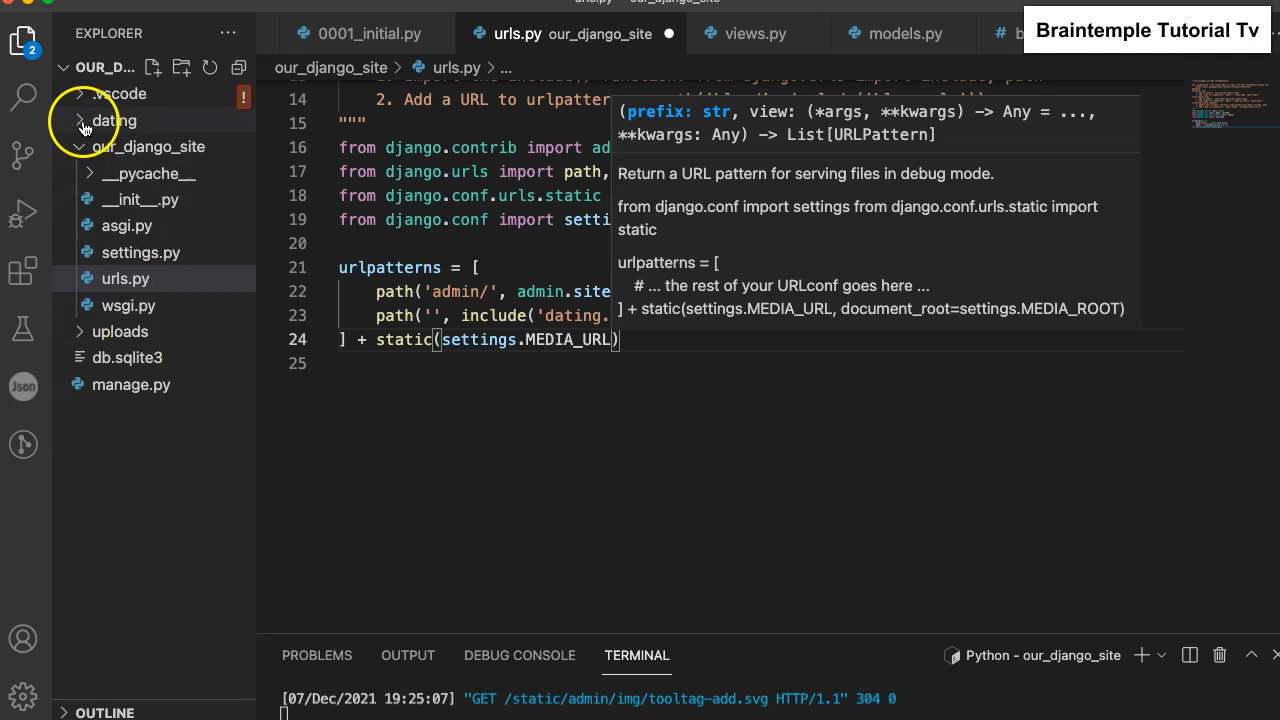 urls.py — our_django_site
Braintemple Tutorial Tv
2
EXPLORER
0001_initial.py
urls.py our_django_site
views.py
models.py
#
OUR_D...
our_django_site > urls.py > ...
.vscode
!
dating
our_django_site
__pycache__
__init__.py
asgi.py
settings.py
urls.py
wsgi.py
uploads
db.sqlite3
manage.py
Json
14 2. Add a URL to urlpatter
15 """
16 from django.contrib import ad
17 from django.urls import path,
18 from django.conf.urls.static
19 from django.conf import setti
20
21 urlpatterns = [
22 path('admin/', admin.site
23 path('', include('dating.
24 ] + static(settings.MEDIA_URL)
25
(prefix: str, view: (*args, **kwargs) -> Any = ...,
**kwargs: Any) -> List[URLPattern]
Return a URL pattern for serving files in debug mode.
from django.conf import settings from django.conf.urls.static import
static
urlpatterns = [
# ... the rest of your URLconf goes here ...
] + static(settings.MEDIA_URL, document_root=settings.MEDIA_ROOT)
PROBLEMS
OUTPUT
DEBUG CONSOLE
TERMINAL
Python - our_django_site
[07/Dec/2021 19:25:07] "GET /static/admin/img/tooltag-add.svg HTTP/1.1" 304 0
OUTLINE